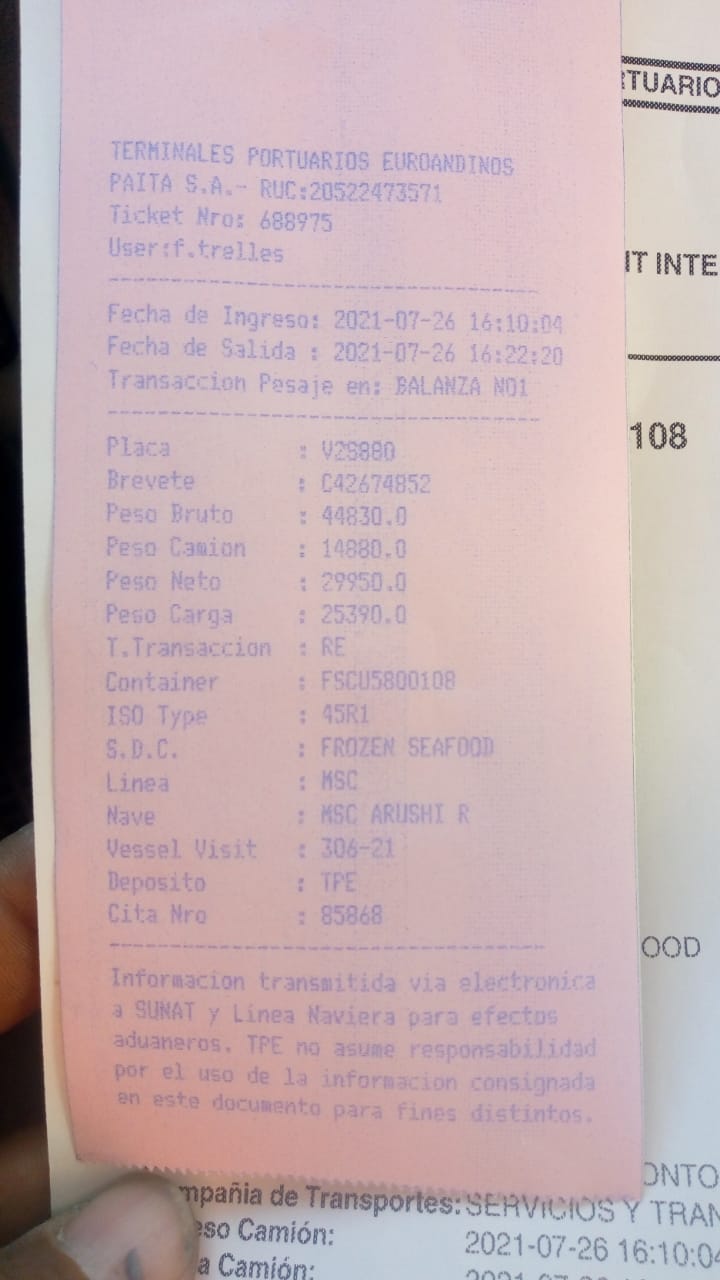 TERMINALES PORTUARIOS EUROANDINOS
PAITA S.A.- RUC:20522473571
Ticket Nro: 688975
User:f.trelles
Fecha de Ingreso: 2021-07-26 16:10:04
Fecha de Salida : 2021-07-26 16:22:20
Transaccion Pesaje en: BALANZA NO1
Placa : V2S880
Brevete : C42674852
Peso Bruto : 44830.0
Peso Camion : 14880.0
Peso Neto : 29950.0
Peso Carga : 25390.0
T.Transaccion : RE
Container : FSCU5800108
ISO Type : 45R1
S.D.C. : FROZEN SEAFOOD
Linea : MSC
Nave : MSC ARUSHI R
Vessel Visit : 306-21
Deposito : TPE
Cita Nro : 85868
Informacion transmitida via electronica
a SUNAT y Linea Naviera para efectos
aduaneros. TPE no asume responsabilidad
por el uso de la informacion consignada
en este documento para fines distintos.
TUARIO
IT INTE
108
OOD
ONTO
mpañia de Transportes: SERVICIOS Y TRAN
eso Camión: 2021-07-26 16:10:04
a Camión: